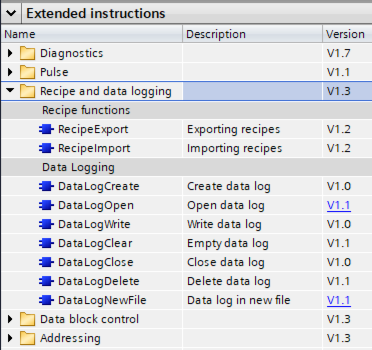 Extended instructions
Name Description Version
Diagnostics V1.7
Pulse V1.1
Recipe and data logging V1.3
Recipe functions
RecipeExport Exporting recipes V1.2
RecipeImport Importing recipes V1.2
Data Logging
DataLogCreate Create data log V1.0
DataLogOpen Open data log V1.1
DataLogWrite Write data log V1.0
DataLogClear Empty data log V1.1
DataLogClose Close data log V1.0
DataLogDelete Delete data log V1.1
DataLogNewFile Data log in new file V1.1
Data block control V1.3
Addressing V1.3